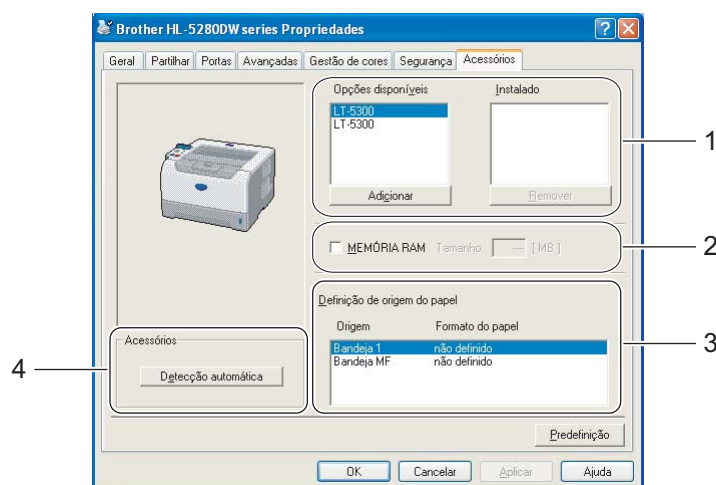 Brother HL-5280DW series Propriedades
Geral Partilhar Portas Avançadas Gestão de cores Segurança Acessórios
Opções disponíveis Instalado
LT-5300
LT-5300
1
Adicionar Remover
MEMÓRIA RAM Tamanho --- [MB.]
2
Definição de origem do papel
Origem Formato do papel
Bandeja 1 não definido
Bandeja MF não definido
3
Acessórios
Detecção automática
4
Predefinição
OK Cancelar Aplicar Ajuda